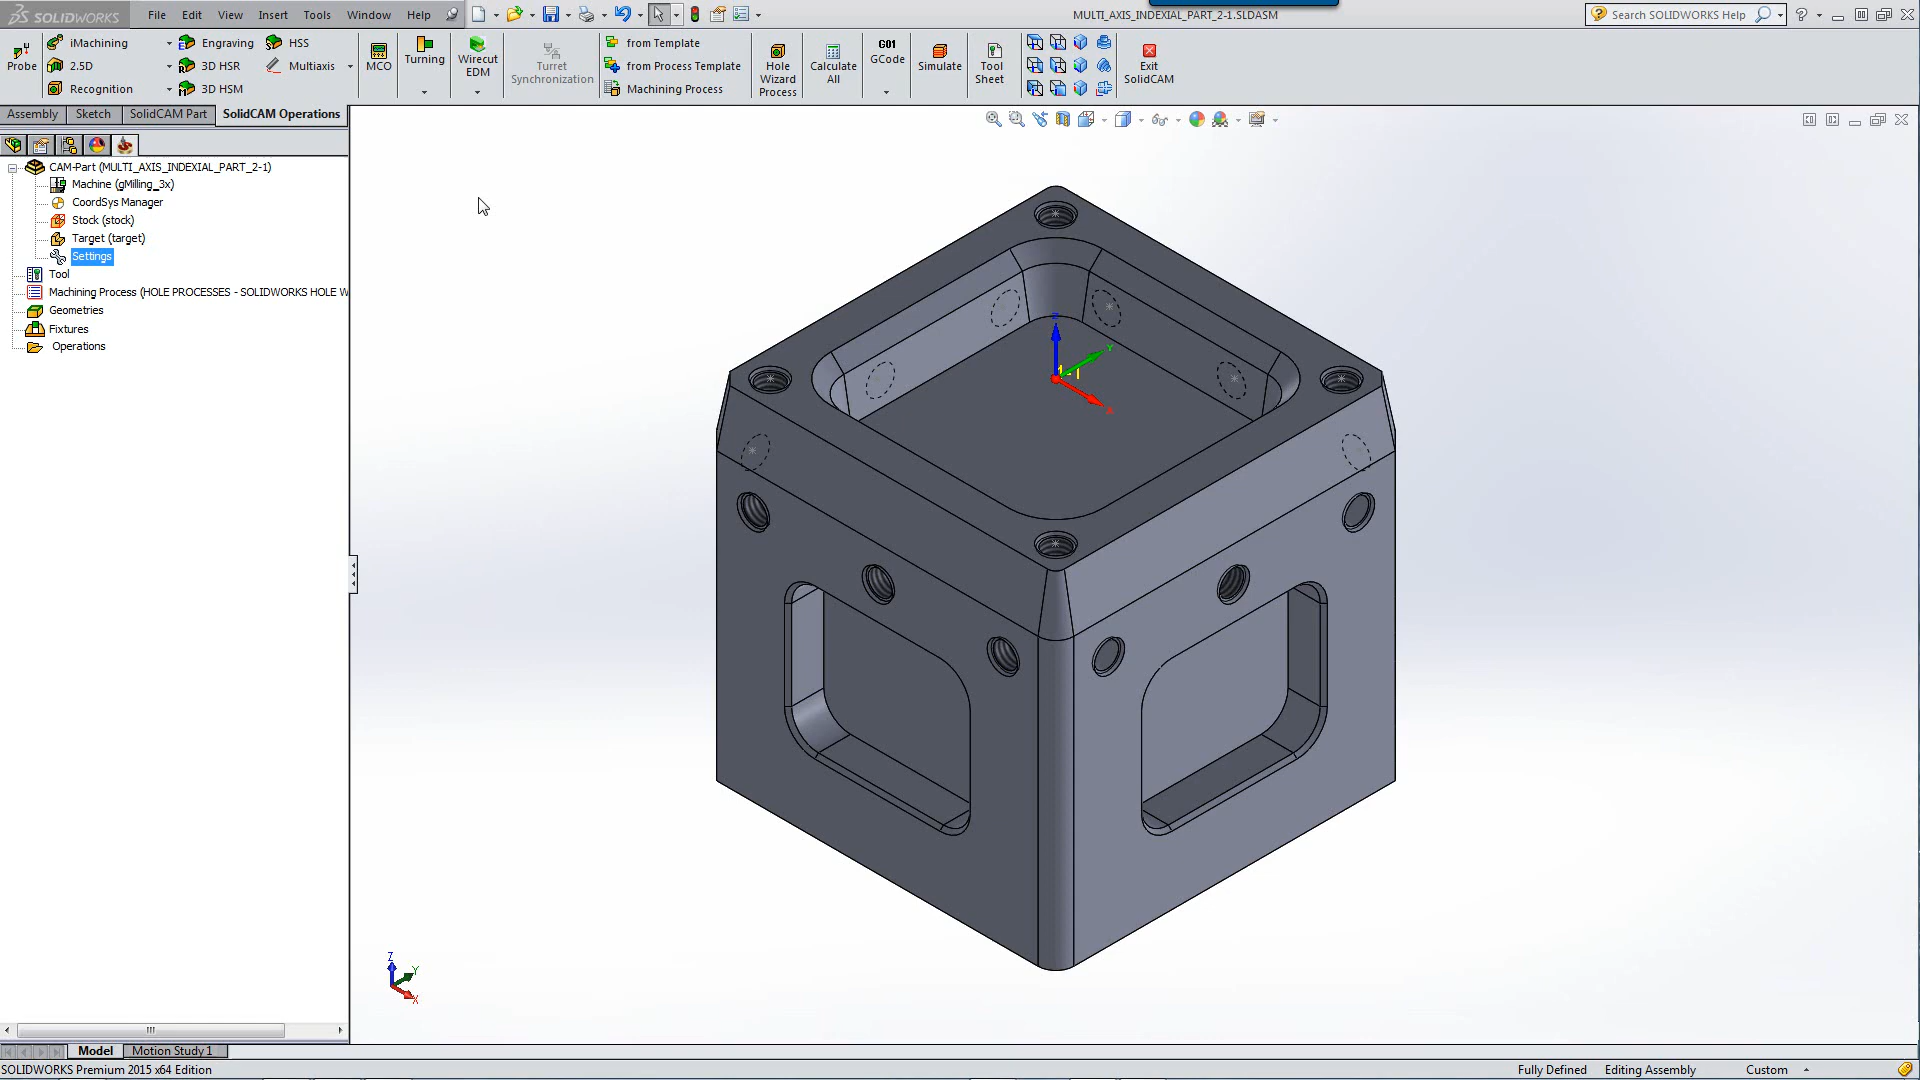 SOLIDWORKS File Edit View Insert Tools Window Help MULTI_AXIS_INDEXIAL_PART_2-1.SLDASM Search SOLIDWORKS Help
Probe
iMachining Engraving HSS
2.5D 3D HSR Multiaxis
Recognition 3D HSM
MCO
Turning
Wirecut
EDM
Turret
Synchronization
from Template
from Process Template
Machining Process
Hole
Wizard
Process
Calculate
All
G01
GCode
Simulate
Tool
Sheet
Exit
SolidCAM
Assembly Sketch SolidCAM Part SolidCAM Operations
CAM-Part (MULTI_AXIS_INDEXIAL_PART_2-1)
Machine (gMilling_3x)
CoordSys Manager
Stock (stock)
Target (target)
Settings
Tool
Machining Process (HOLE PROCESSES - SOLIDWORKS HOLE W
Geometries
Fixtures
Operations
Z
Y
1-1
X
Z
Y
X
Model Motion Study 1
SOLIDWORKS Premium 2015 x64 Edition Fully Defined Editing Assembly Custom